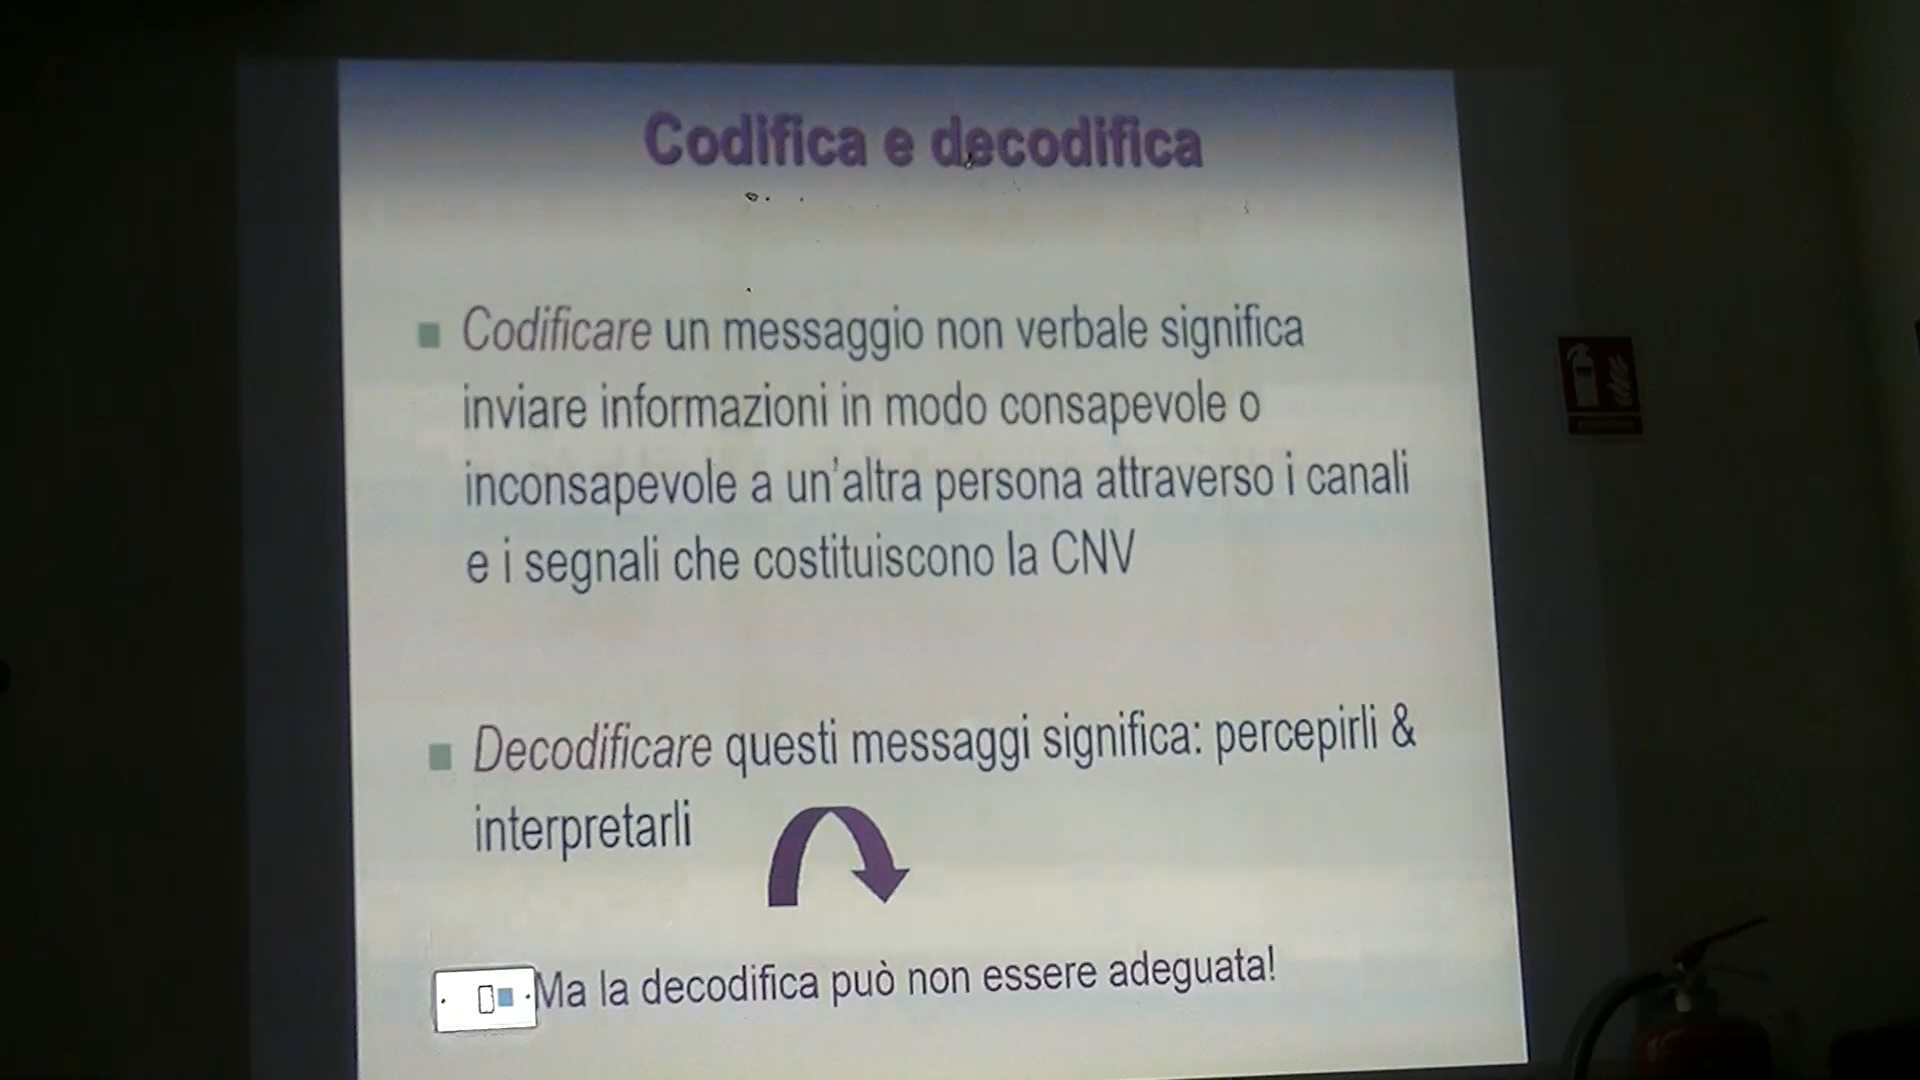 Codifica e decodifica
Codificare un messaggio non verbale significa
inviare informazioni in modo consapevole o
inconsapevole a un'altra persona attraverso i canali
e i segnali che costituiscono la CNV
Decodificare questi messaggi significa: percepirli &
interpretarli
Ma la decodifica può non essere adeguata!